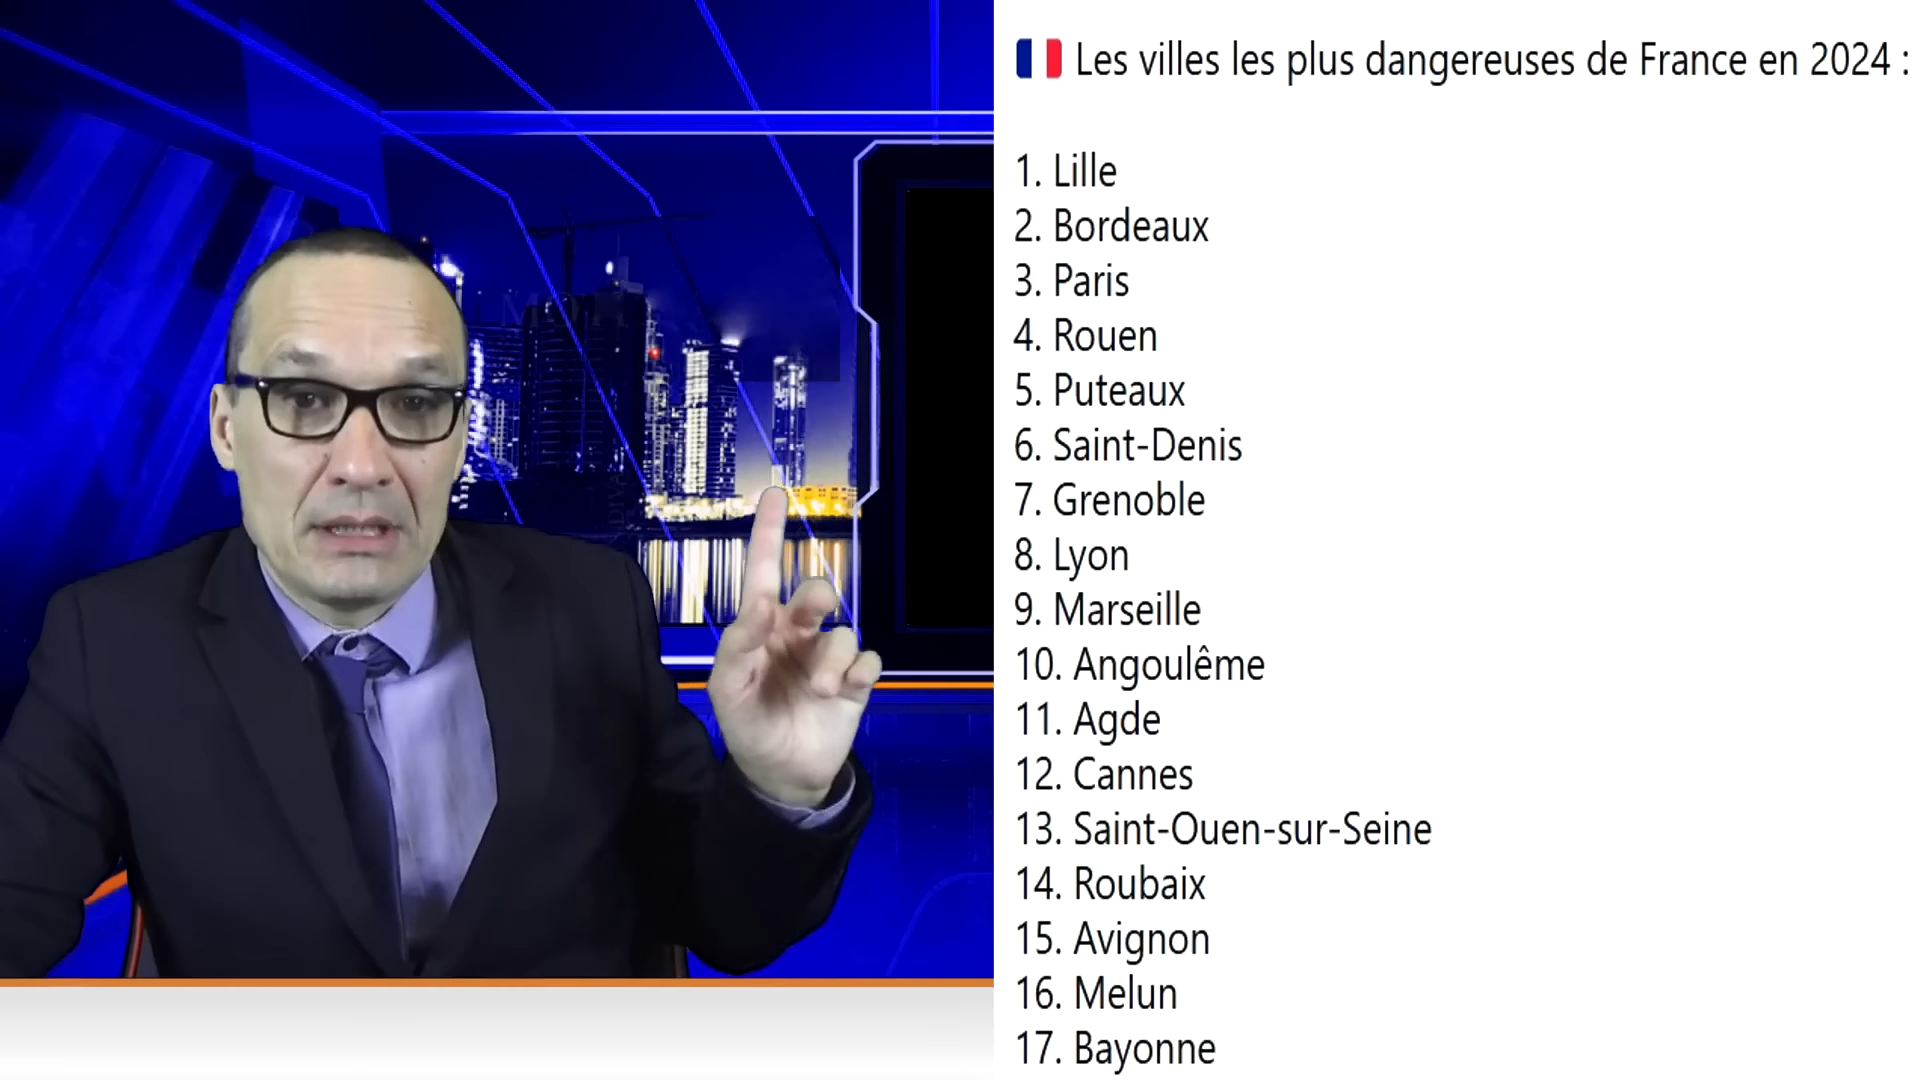 Les villes les plus dangereuses de France en 2024 :
1. Lille
2. Bordeaux
3. Paris
4. Rouen
5. Puteaux
6. Saint-Denis
7. Grenoble
8. Lyon
9. Marseille
10. Angoulême
11. Agde
12. Cannes
13. Saint-Ouen-sur-Seine
14. Roubaix
15. Avignon
16. Melun
17. Bayonne